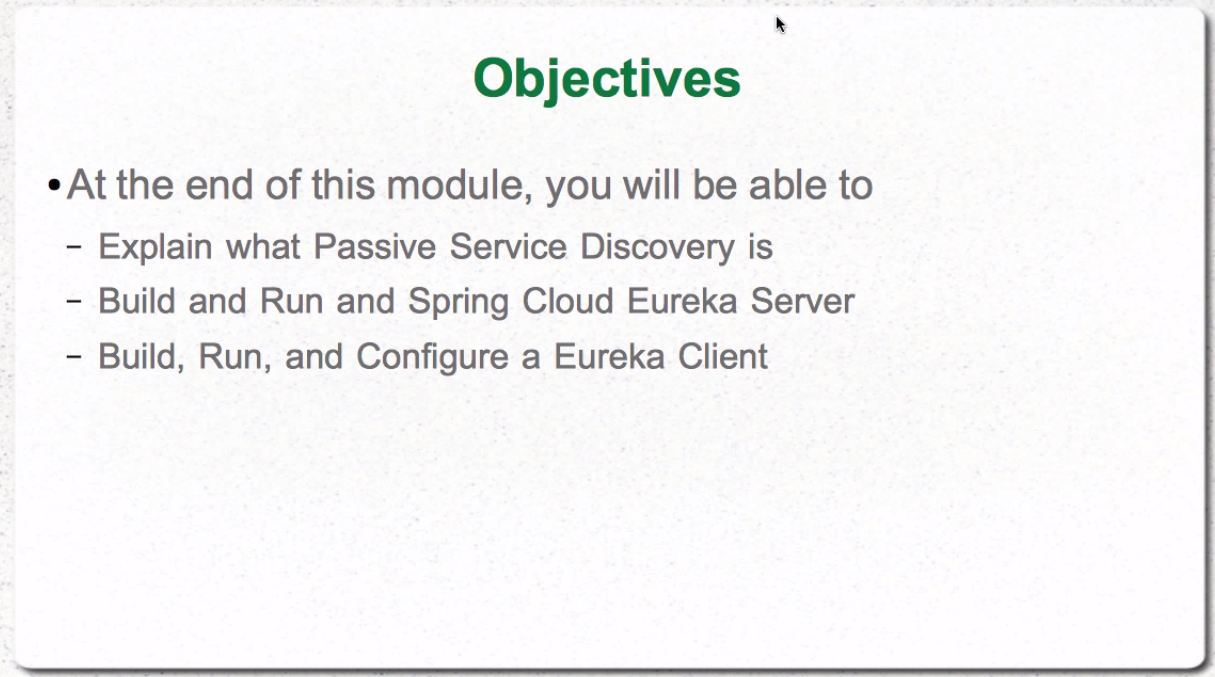 Objectives
•At the end of this module, you will be able to
– Explain what Passive Service Discovery is
– Build and Run and Spring Cloud Eureka Server
– Build, Run, and Configure a Eureka Client